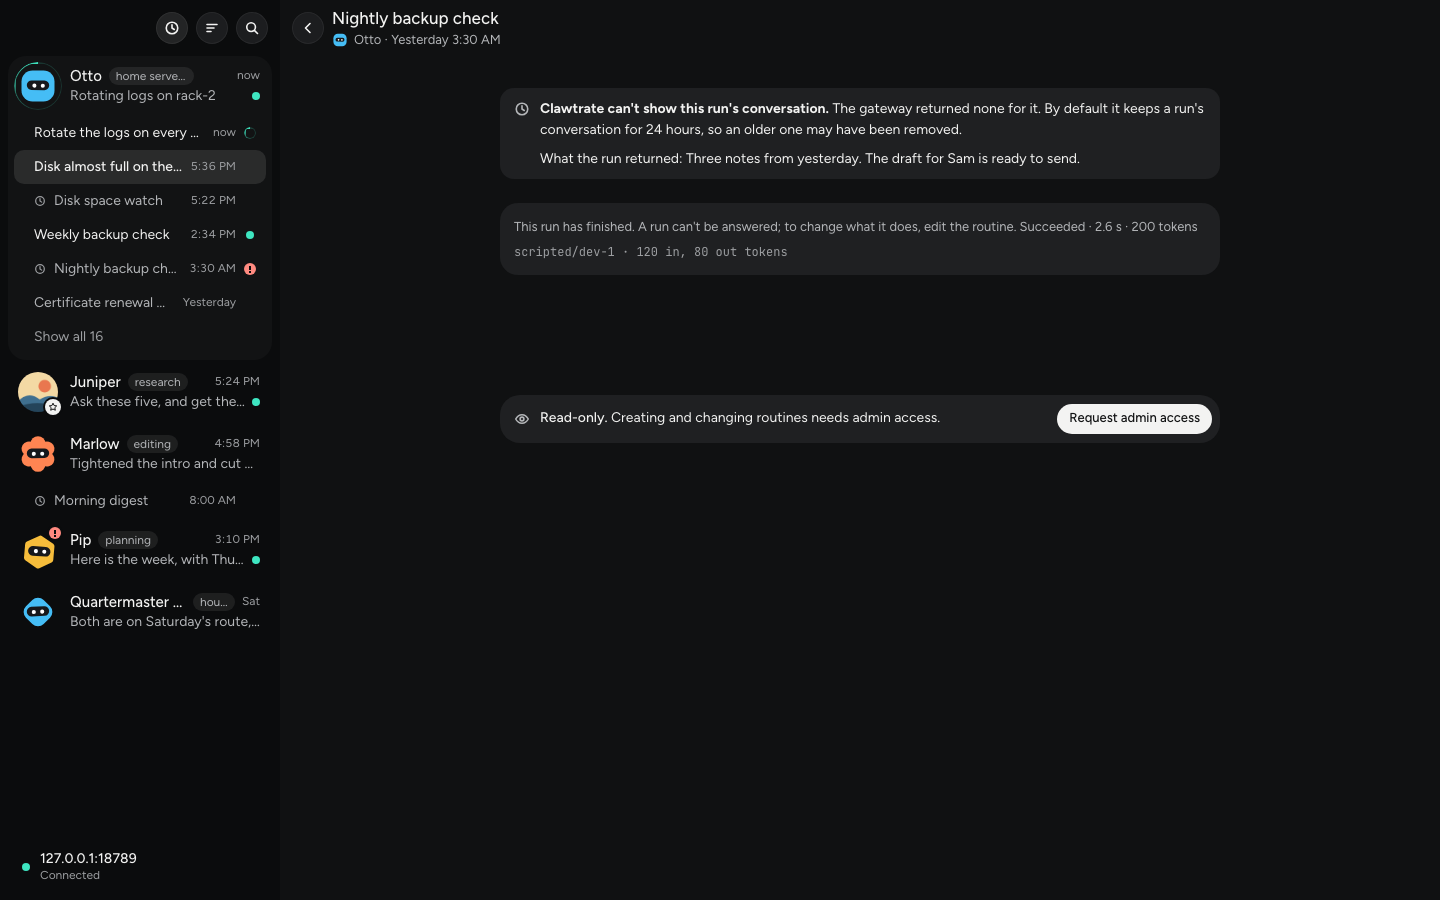 Otto home serve... now
Rotating logs on rack-2
Rotate the logs on every ... now
Disk almost full on the... 5:36 PM
Disk space watch 5:22 PM
Weekly backup check 2:34 PM
Nightly backup ch... 3:30 AM
Certificate renewal ... Yesterday
Show all 16
Juniper research 5:24 PM
Ask these five, and get the...
Marlow editing 4:58 PM
Tightened the intro and cut ...
Morning digest 8:00 AM
Pip planning 3:10 PM
Here is the week, with Thu...
Quartermaster ... hou... Sat
Both are on Saturday's route,...
127.0.0.1:18789
Connected
Nightly backup check
Otto · Yesterday 3:30 AM
Clawtrate can't show this run's conversation. The gateway returned none for it. By default it keeps a run's
conversation for 24 hours, so an older one may have been removed.
What the run returned: Three notes from yesterday. The draft for Sam is ready to send.
This run has finished. A run can't be answered; to change what it does, edit the routine. Succeeded · 2.6 s · 200 tokens
scripted/dev-1 · 120 in, 80 out tokens
Read-only. Creating and changing routines needs admin access.
Request admin access